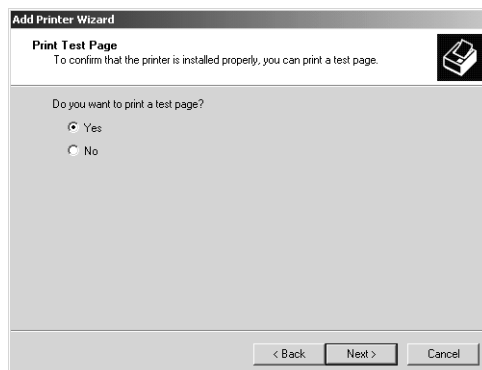 Add Printer Wizard
Print Test Page
To confirm that the printer is installed properly, you can print a test page.
Do you want to print a test page?
Yes
No
< Back Next > Cancel